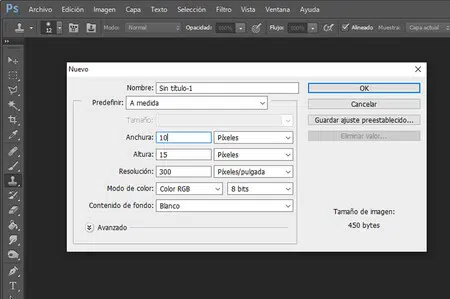 Ps Archivo Edición Imagen Capa Texto Selección Filtro Vista Ventana Ayuda
12 Modo: Normal Opacidad: 100% Flujo: 100% Alineado Muestra: Capa actual
Nuevo
Nombre: Sin título-1
OK
Predefinir: A medida
Cancelar
Tamaño:
Guardar ajuste preestablecido...
Anchura: 10 Píxeles
Eliminar valor...
Altura: 15 Píxeles
Resolución: 300 Píxeles/pulgada
Modo de color: Color RGB 8 bits
Contenido de fondo: Blanco
Tamaño de imagen:
450 bytes
Avanzado